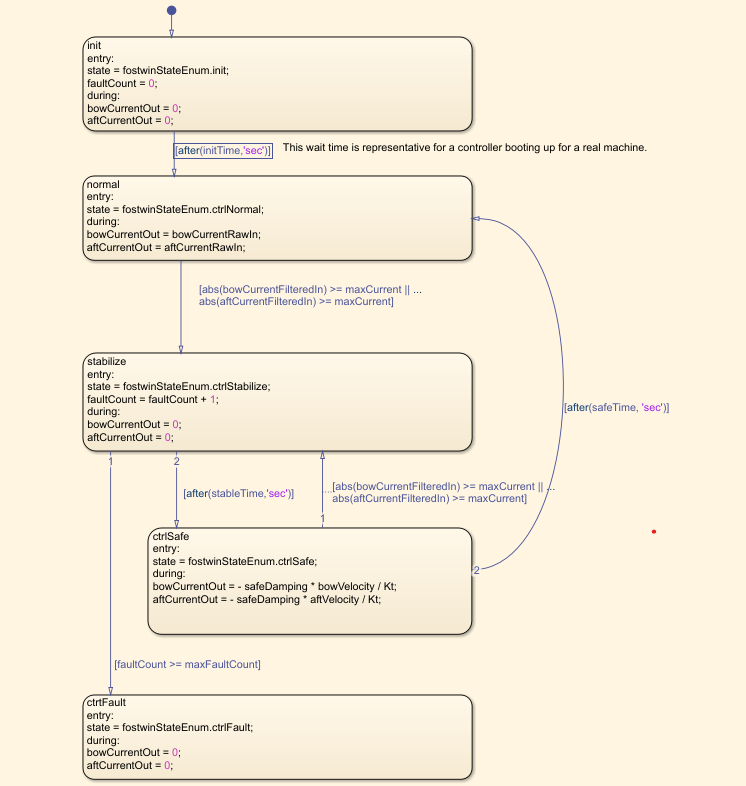 init
entry:
state = fostwinStateEnum.init;
faultCount = 0;
during:
bowCurrentOut = 0;
aftCurrentOut = 0;
[after(initTime,'sec')]
This wait time is representative for a controller booting up for a real machine.
normal
entry:
state = fostwinStateEnum.ctrlNormal;
during:
bowCurrentOut = bowCurrentRawIn;
aftCurrentOut = aftCurrentRawIn;
[abs(bowCurrentFilteredIn) >= maxCurrent || ...
abs(aftCurrentFilteredIn) >= maxCurrent]
stabilize
entry:
state = fostwinStateEnum.ctrlStabilize;
faultCount = faultCount + 1;
during:
bowCurrentOut = 0;
aftCurrentOut = 0;
[after(safeTime, 'sec')]
1
2
[after(stableTime,'sec')]
[abs(bowCurrentFilteredIn) >= maxCurrent || ...
abs(aftCurrentFilteredIn) >= maxCurrent]
1
ctrlSafe
entry:
state = fostwinStateEnum.ctrlSafe;
during:
bowCurrentOut = - safeDamping * bowVelocity / Kt;
aftCurrentOut = - safeDamping * aftVelocity / Kt;
2
[faultCount >= maxFaultCount]
ctrtFault
entry:
state = fostwinStateEnum.ctrlFault;
during:
bowCurrentOut = 0;
aftCurrentOut = 0;